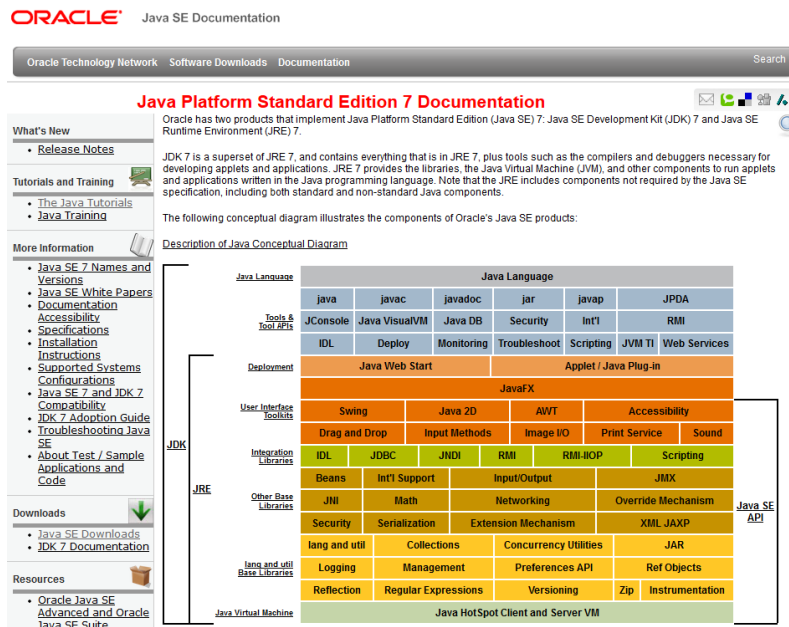 ORACLE Java SE Documentation
Oracle Technology Network Software Downloads Documentation Search
Java Platform Standard Edition 7 Documentation
What's New
• Release Notes
Tutorials and Training
• The Java Tutorials
• Java Training
More Information
• Java SE 7 Names and
Versions
• Java SE White Papers
• Documentation
Accessibility
• Specifications
• Installation
Instructions
• Supported Systems
Configurations
• Java SE 7 and JDK 7
Compatibility
• JDK 7 Adoption Guide
• Troubleshooting Java
SE
• About Test / Sample
Applications and
Code
Downloads
• Java SE Downloads
• JDK 7 Documentation
Resources
• Oracle Java SE
Advanced and Oracle
Java SE Suite
Oracle has two products that implement Java Platform Standard Edition (Java SE) 7: Java SE Development Kit (JDK) 7 and Java SE
Runtime Environment (JRE) 7.
JDK 7 is a superset of JRE 7, and contains everything that is in JRE 7, plus tools such as the compilers and debuggers necessary for
developing applets and applications. JRE 7 provides the libraries, the Java Virtual Machine (JVM), and other components to run applets
and applications written in the Java programming language. Note that the JRE includes components not required by the Java SE
specification, including both standard and non-standard Java components.
The following conceptual diagram illustrates the components of Oracle's Java SE products:
Description of Java Conceptual Diagram
JDK
JRE
Java Language
Java Language
Tools &
Tool APIs
java javac javadoc jar javap JPDA
JConsole Java VisualVM Java DB Security Int'l RMI
IDL Deploy Monitoring Troubleshoot Scripting JVM TI Web Services
Deployment
Java Web Start Applet / Java Plug-in
JavaFX
User Interface
Toolkits
Swing Java 2D AWT Accessibility
Drag and Drop Input Methods Image I/O Print Service Sound
Integration
Libraries
IDL JDBC JNDI RMI RMI-IIOP Scripting
Other Base
Libraries
Beans Int'l Support Input/Output JMX
JNI Math Networking Override Mechanism
Security Serialization Extension Mechanism XML JAXP
lang and util
Base Libraries
lang and util Collections Concurrency Utilities JAR
Logging Management Preferences API Ref Objects
Reflection Regular Expressions Versioning Zip Instrumentation
Java Virtual Machine
Java HotSpot Client and Server VM
Java SE
API